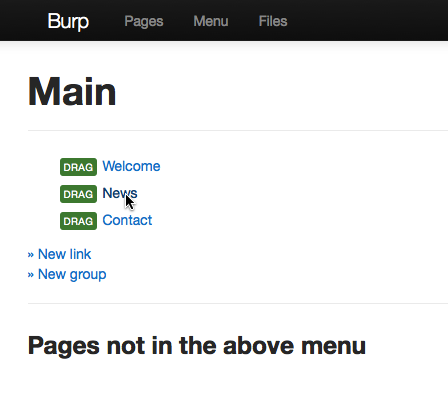 Burp Pages Menu Files
Main
DRAG Welcome
DRAG News
DRAG Contact
» New link
» New group
Pages not in the above menu